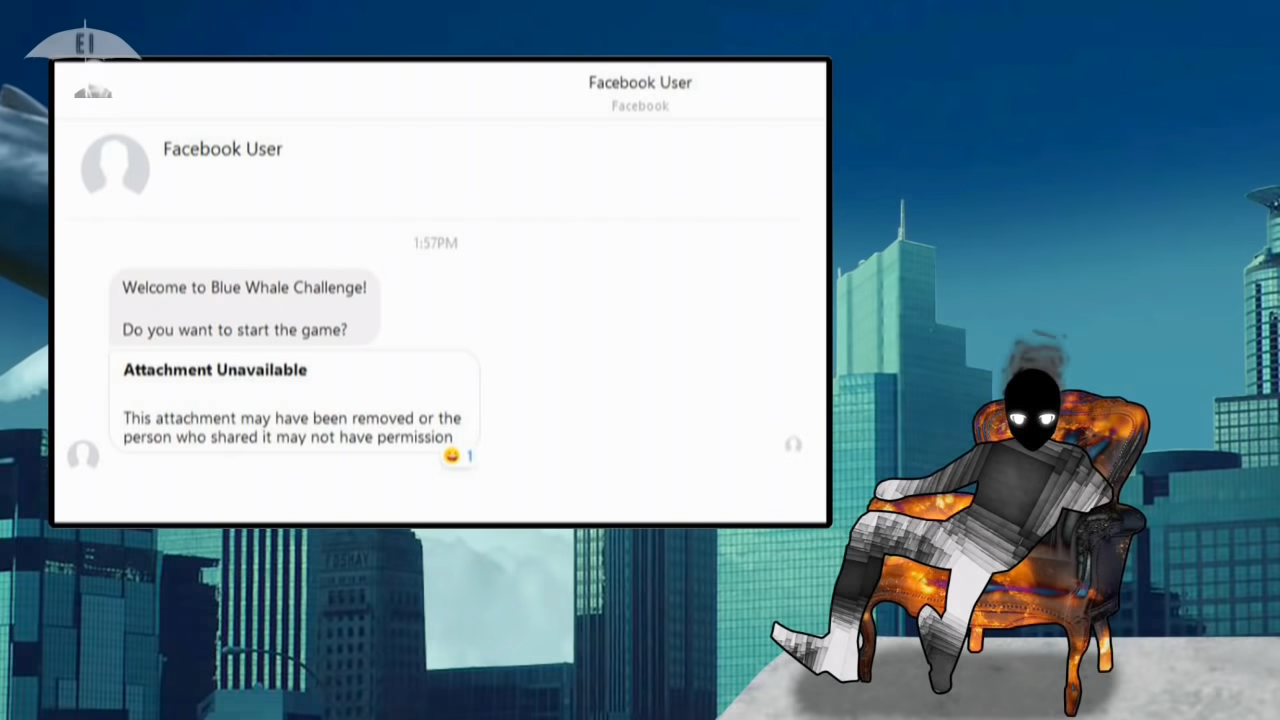 EI
Facebook User
Facebook
Facebook User
1:57PM
Welcome to Blue Whale Challenge!
Do you want to start the game?
Attachment Unavailable
This attachment may have been removed or the
person who shared it may not have permission
1
FOSHAY